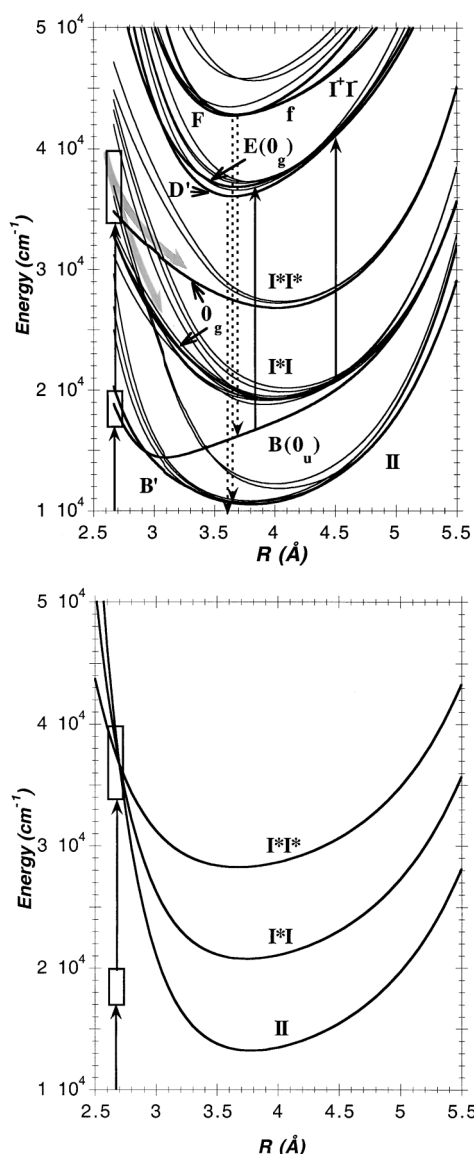 5 10⁴
4 10⁴
3 10⁴
2 10⁴
1 10⁴
Energy (cm⁻¹)
F
f
I⁺I⁻
E(0g)
D'
I*I*
0g
I*I
B(0u)
B'
II
2.5 3 3.5 4 4.5 5 5.5
R (Å)
5 10⁴
4 10⁴
3 10⁴
2 10⁴
1 10⁴
Energy (cm⁻¹)
I*I*
I*I
II
2.5 3 3.5 4 4.5 5 5.5
R (Å)